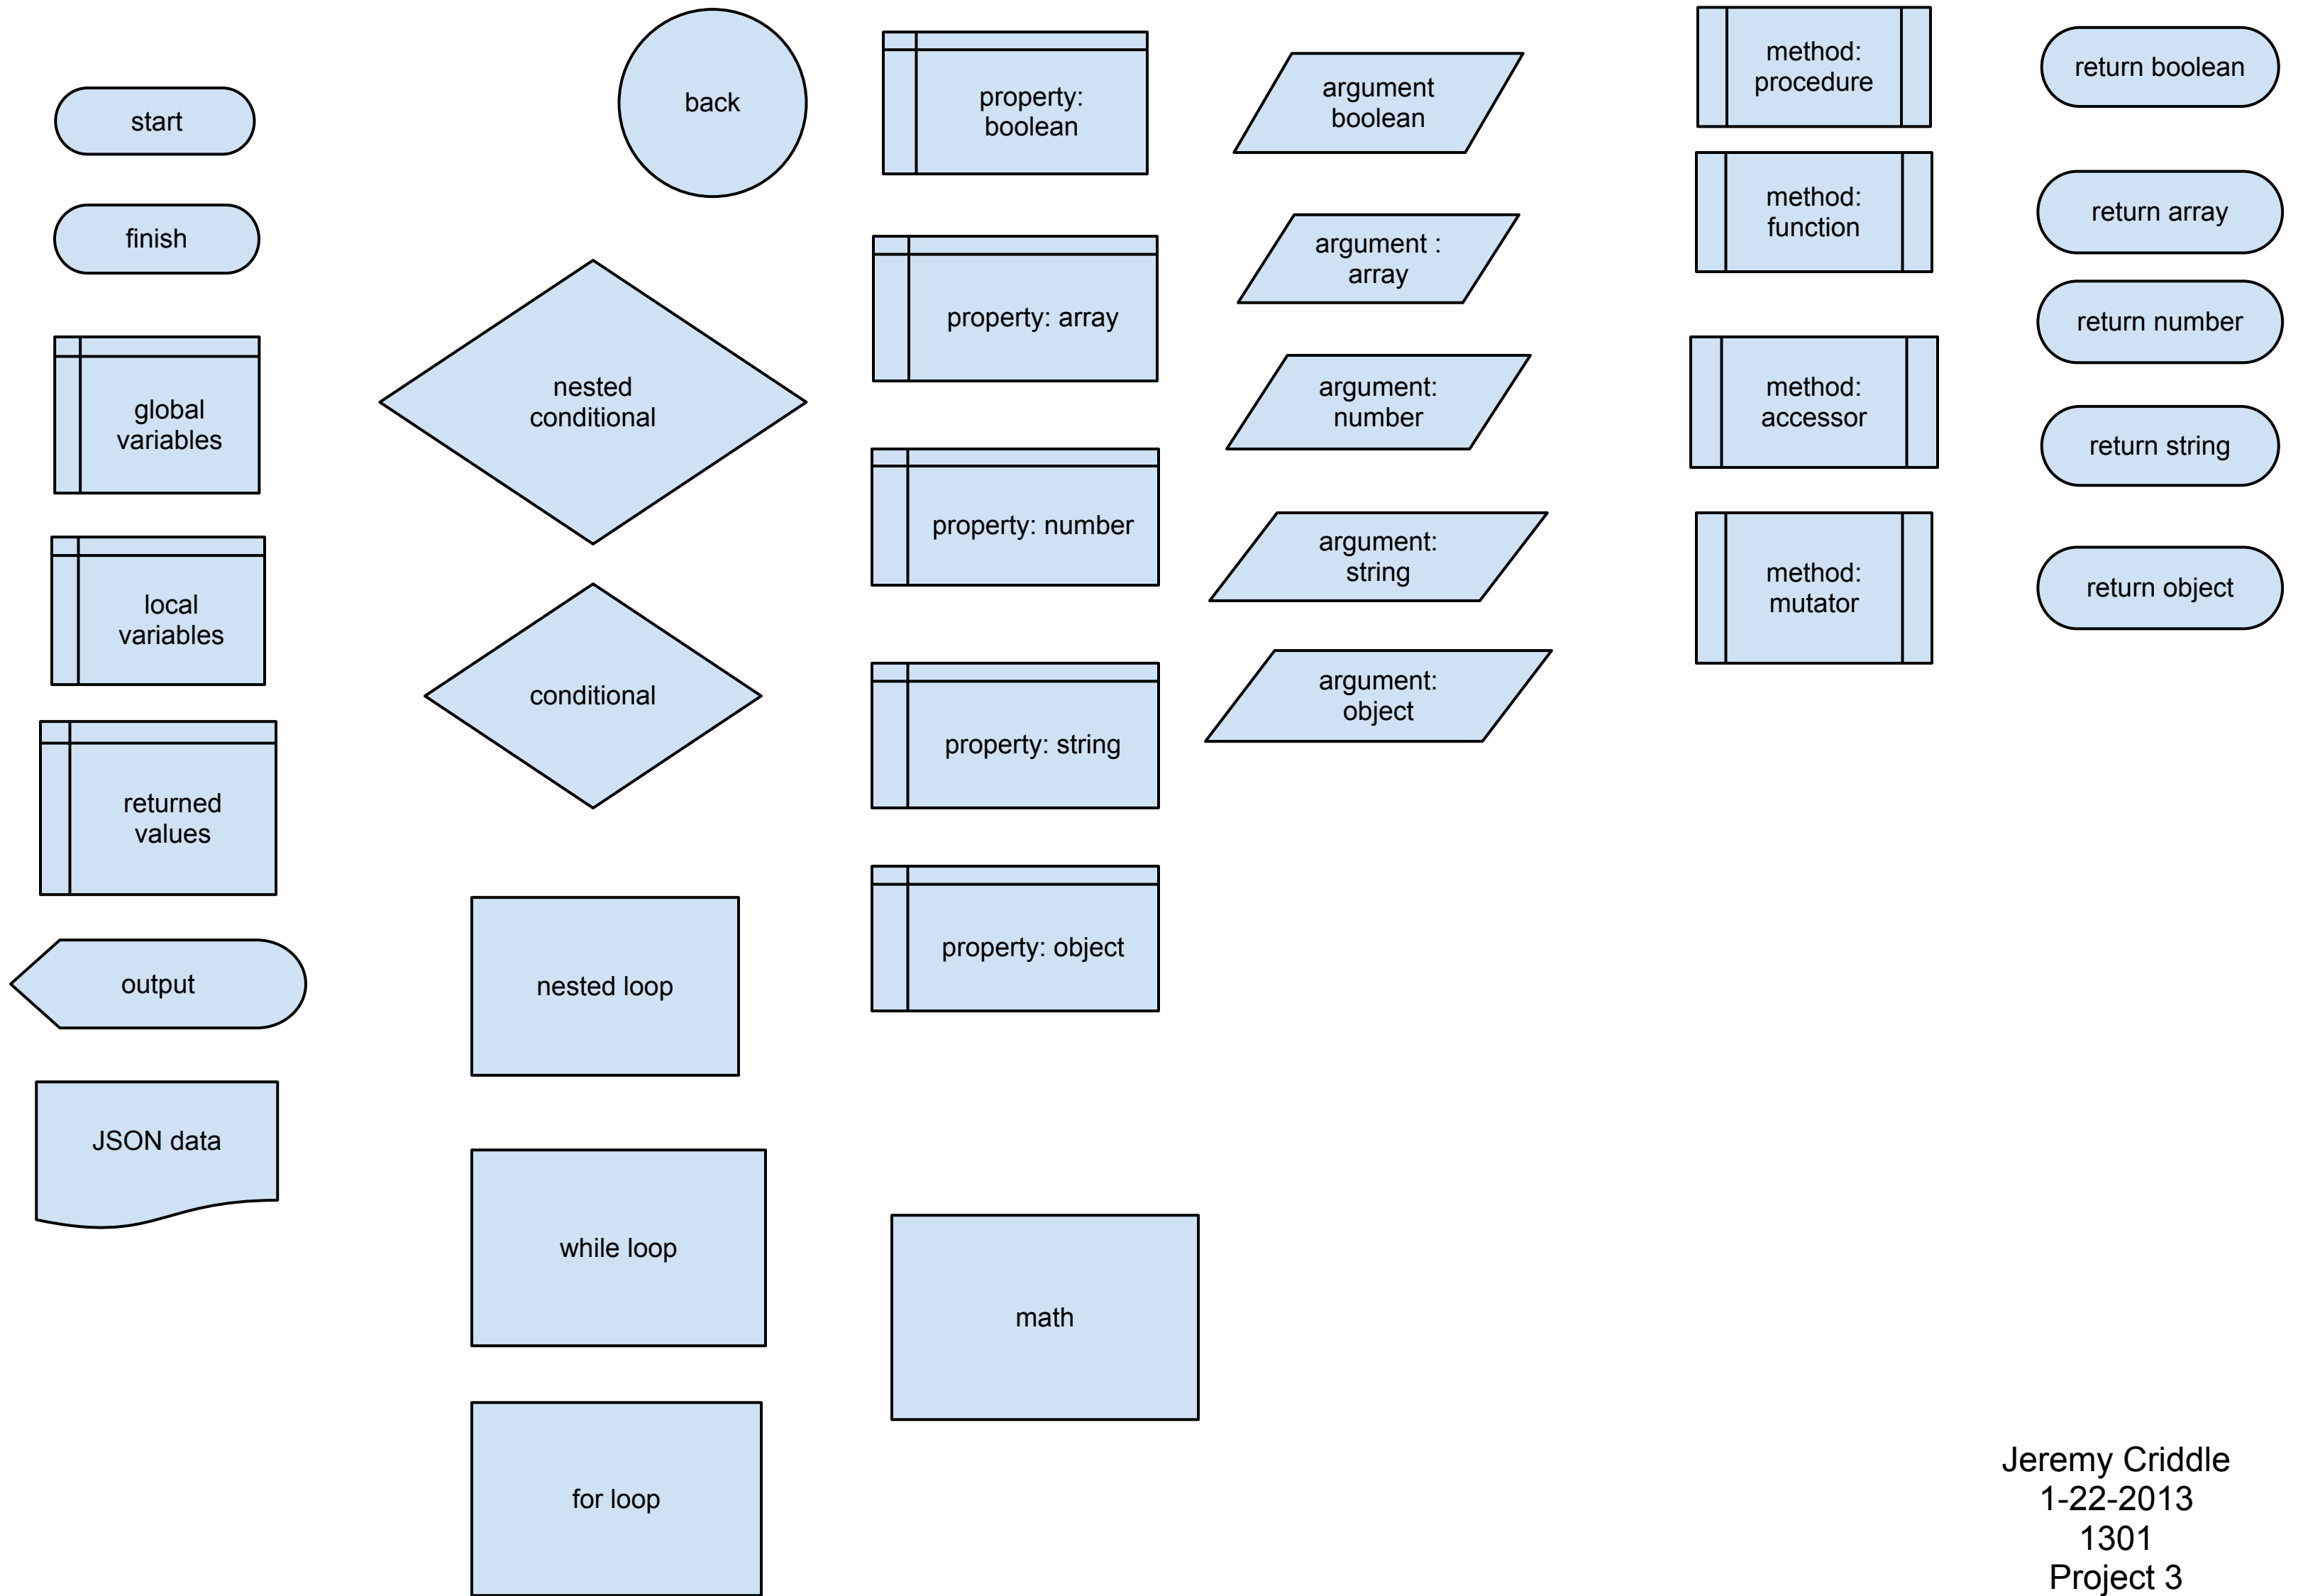 start
finish
global
variables
local
variables
returned
values
output
JSON data
back
nested
conditional
conditional
nested loop
while loop
for loop
property:
boolean
property: array
property: number
property: string
property: object
math
argument
boolean
argument :
array
argument:
number
argument:
string
argument:
object
method:
procedure
method:
function
method:
accessor
method:
mutator
return boolean
return array
return number
return string
return object
Jeremy Criddle
1-22-2013
1301
Project 3